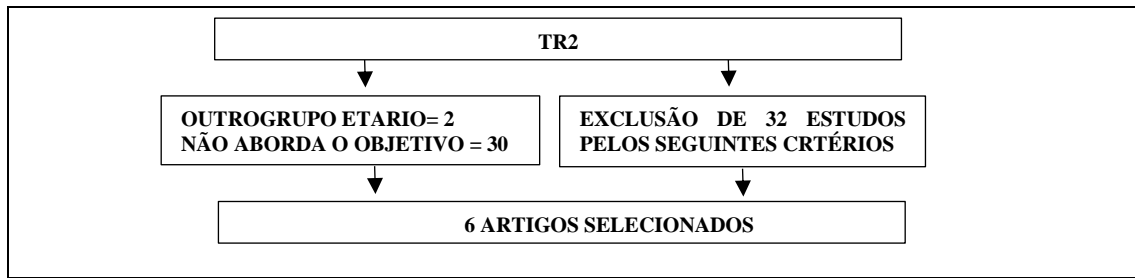 TR2
OUTROGRUPO ETARIO= 2
NÃO ABORDA O OBJETIVO = 30
EXCLUSÃO DE 32 ESTUDOS
PELOS SEGUINTES CRTÉRIOS
6 ARTIGOS SELECIONADOS